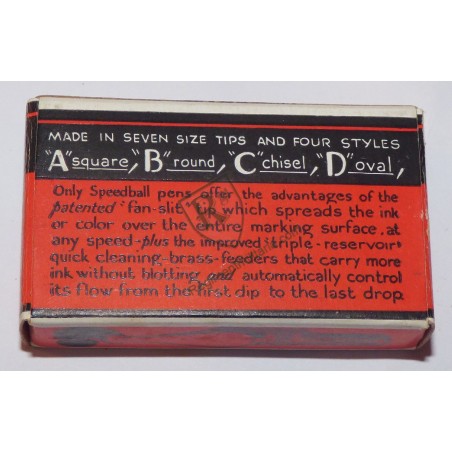 MADE IN SEVEN SIZE TIPS AND FOUR STYLES
"A" square, "B" round, "C" chisel, "D" oval,
Only Speedball pens offer the advantages of the
patented fan-slit tip which spreads the ink
or color over the entire marking surface. at
any speed-plus the improved triple-reservoir
quick cleaning-brass-feeders that carry more
ink without blotting and automatically control
its flow from the first dip to the last drop.